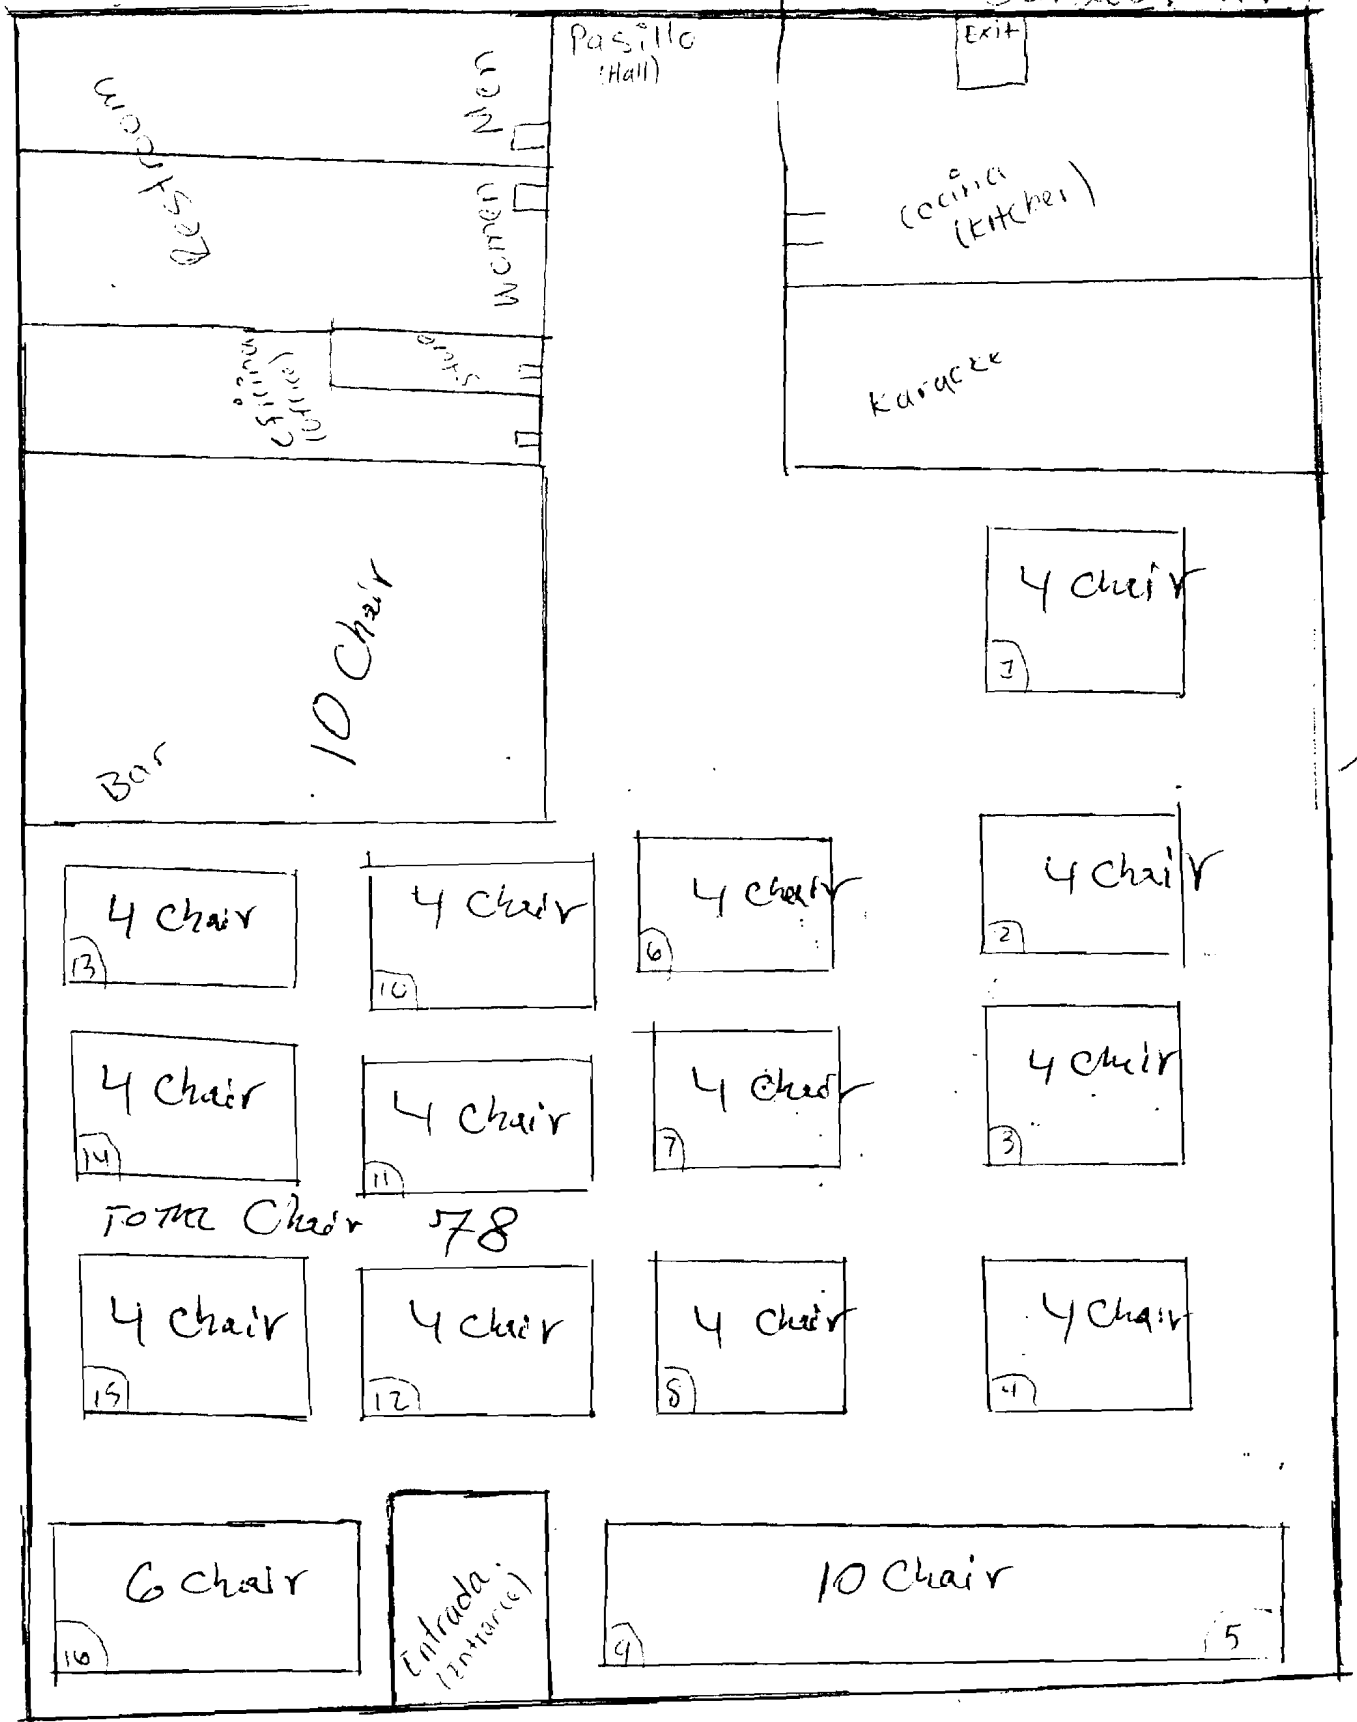 Pasillo
(Hall)
Exit
Men
Restroom
Women
cocina
(kitchen)
oficina
(office)
Karaoke
4 Chair
1
10 Chair
Bar
4 Chair
13
4 Chair
10
4 Chair
6
4 Chair
2
4 Chair
14
4 Chair
11
4 Chair
7
4 Chair
3
TOTAL Chair 78
4 Chair
15
4 Chair
12
4 Chair
8
4 Chair
4
6 Chair
16
Entrada
(Entrance)
10 Chair
9
5